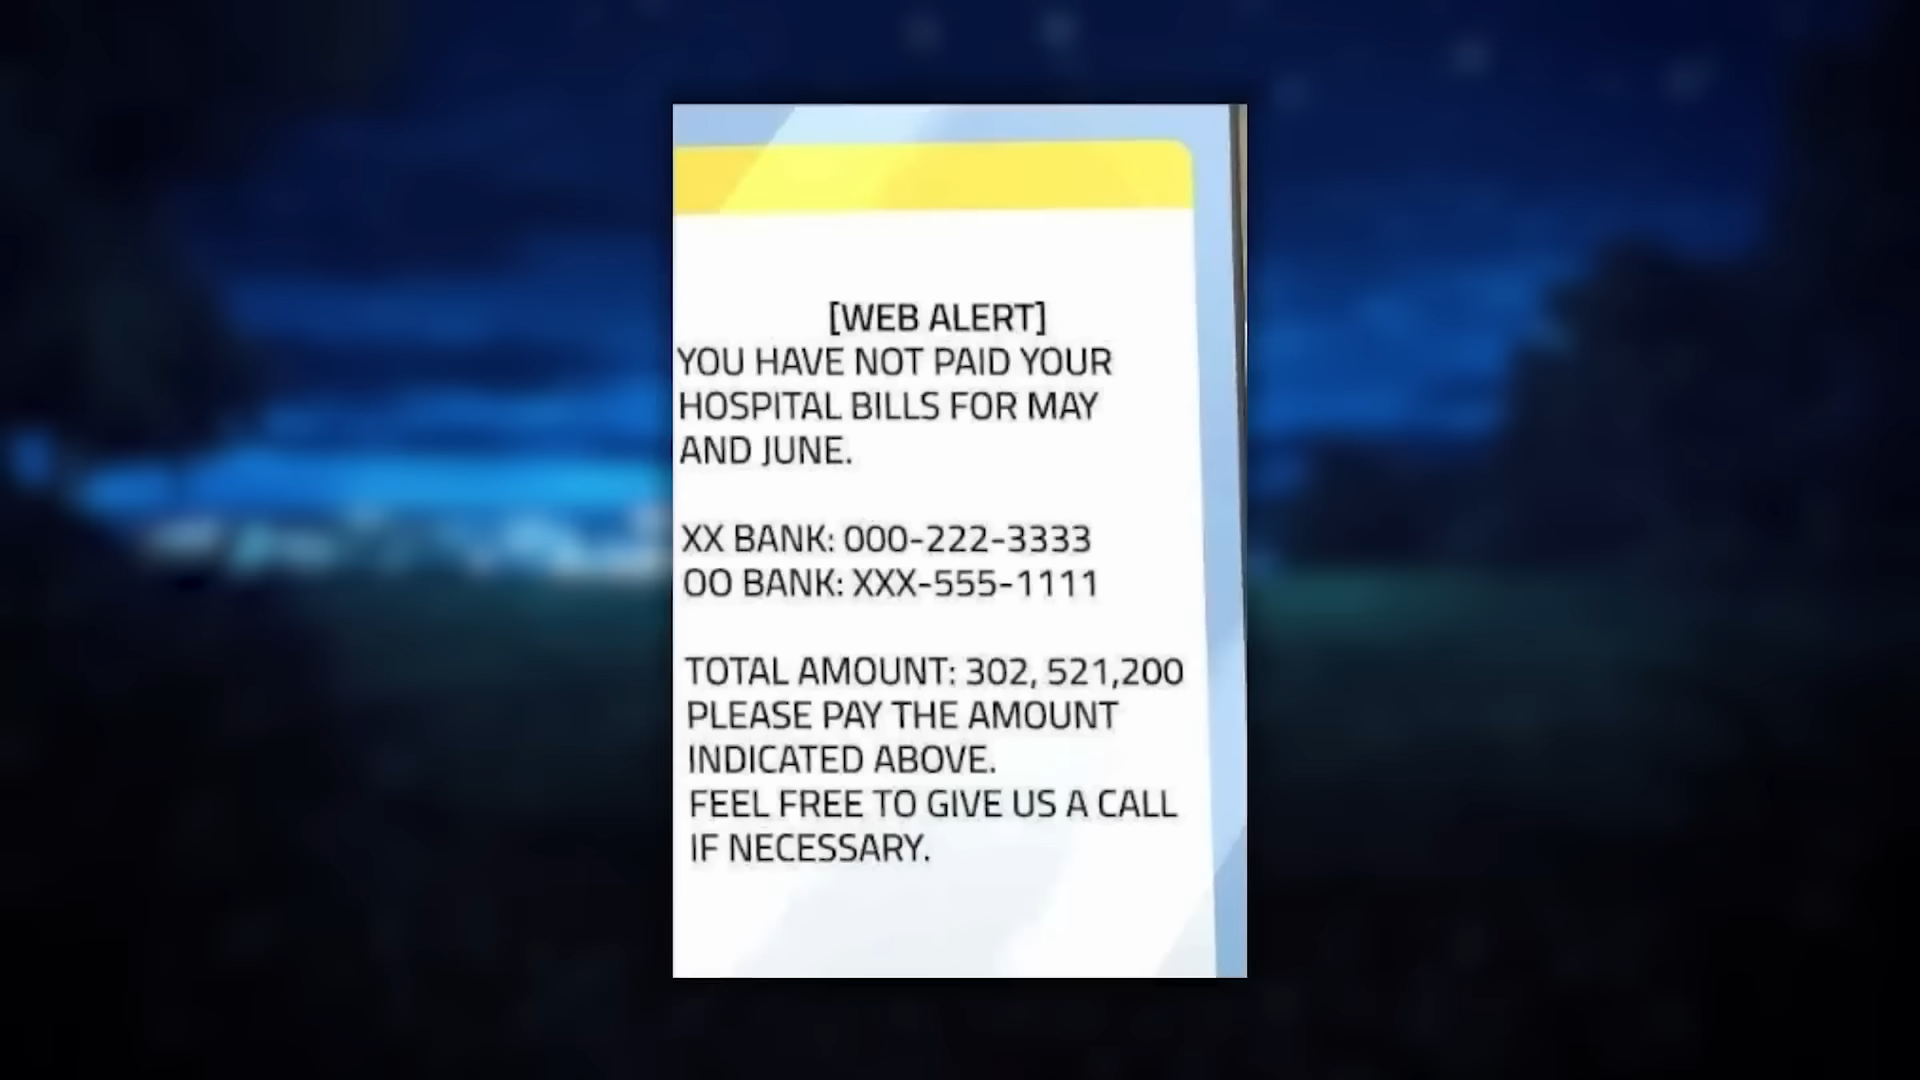 [WEB ALERT]
YOU HAVE NOT PAID YOUR
HOSPITAL BILLS FOR MAY
AND JUNE.
XX BANK: 000-222-3333
OO BANK: XXX-555-1111
TOTAL AMOUNT: 302, 521,200
PLEASE PAY THE AMOUNT
INDICATED ABOVE.
FEEL FREE TO GIVE US A CALL
IF NECESSARY.